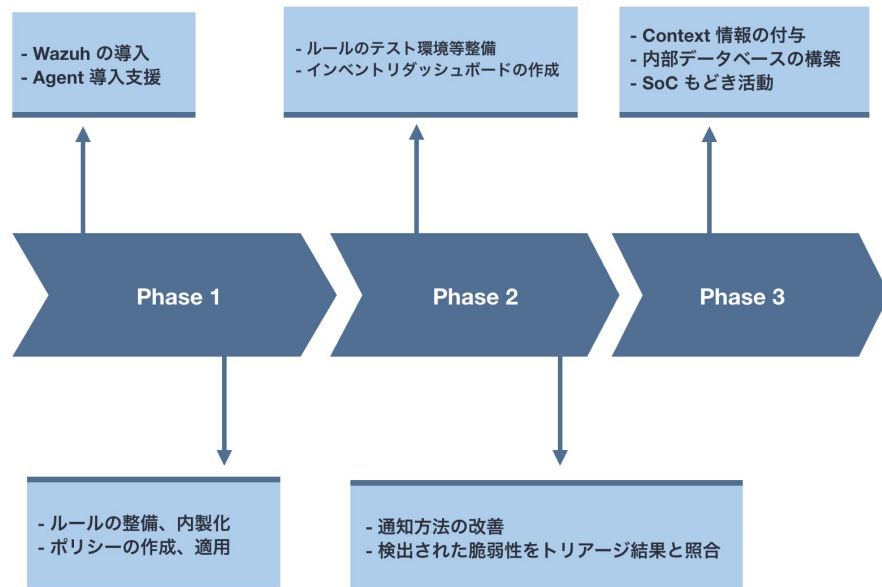 - Wazuh の導入
- Agent 導入支援
- ルールのテスト環境等整備
- インベントリダッシュボードの作成
- Context 情報の付与
- 内部データベースの構築
- SoC もどき活動
Phase 1
Phase 2
Phase 3
- ルールの整備、内製化
- ポリシーの作成、適用
- 通知方法の改善
- 検出された脆弱性をトリアージ結果と照合